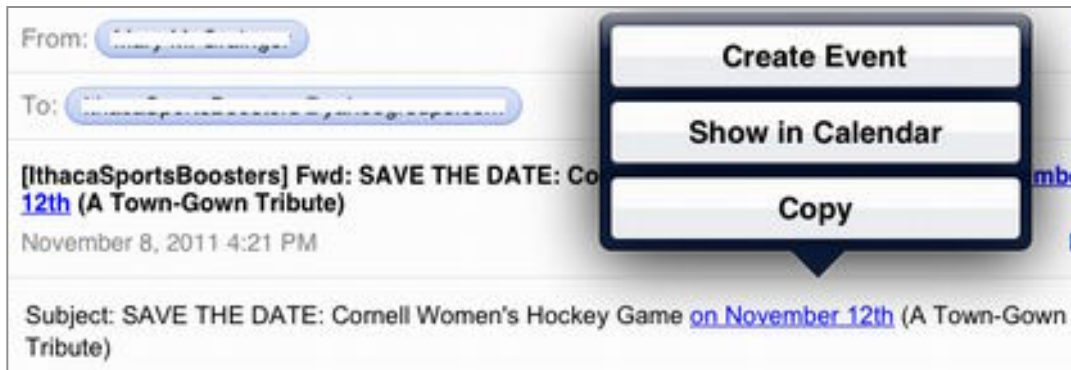 From:
To:
Create Event
Show in Calendar
Copy
[IthacaSportsBoosters] Fwd: SAVE THE DATE: Co
12th (A Town-Gown Tribute)
November 8, 2011 4:21 PM
Subject: SAVE THE DATE: Cornell Women's Hockey Game on November 12th (A Town-Gown
Tribute)